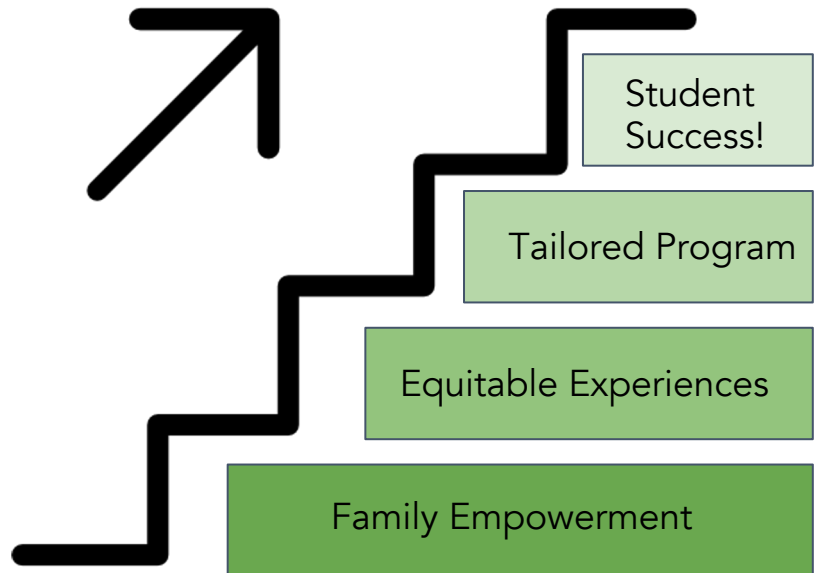 Student
Success!
Tailored Program
Equitable Experiences
Family Empowerment